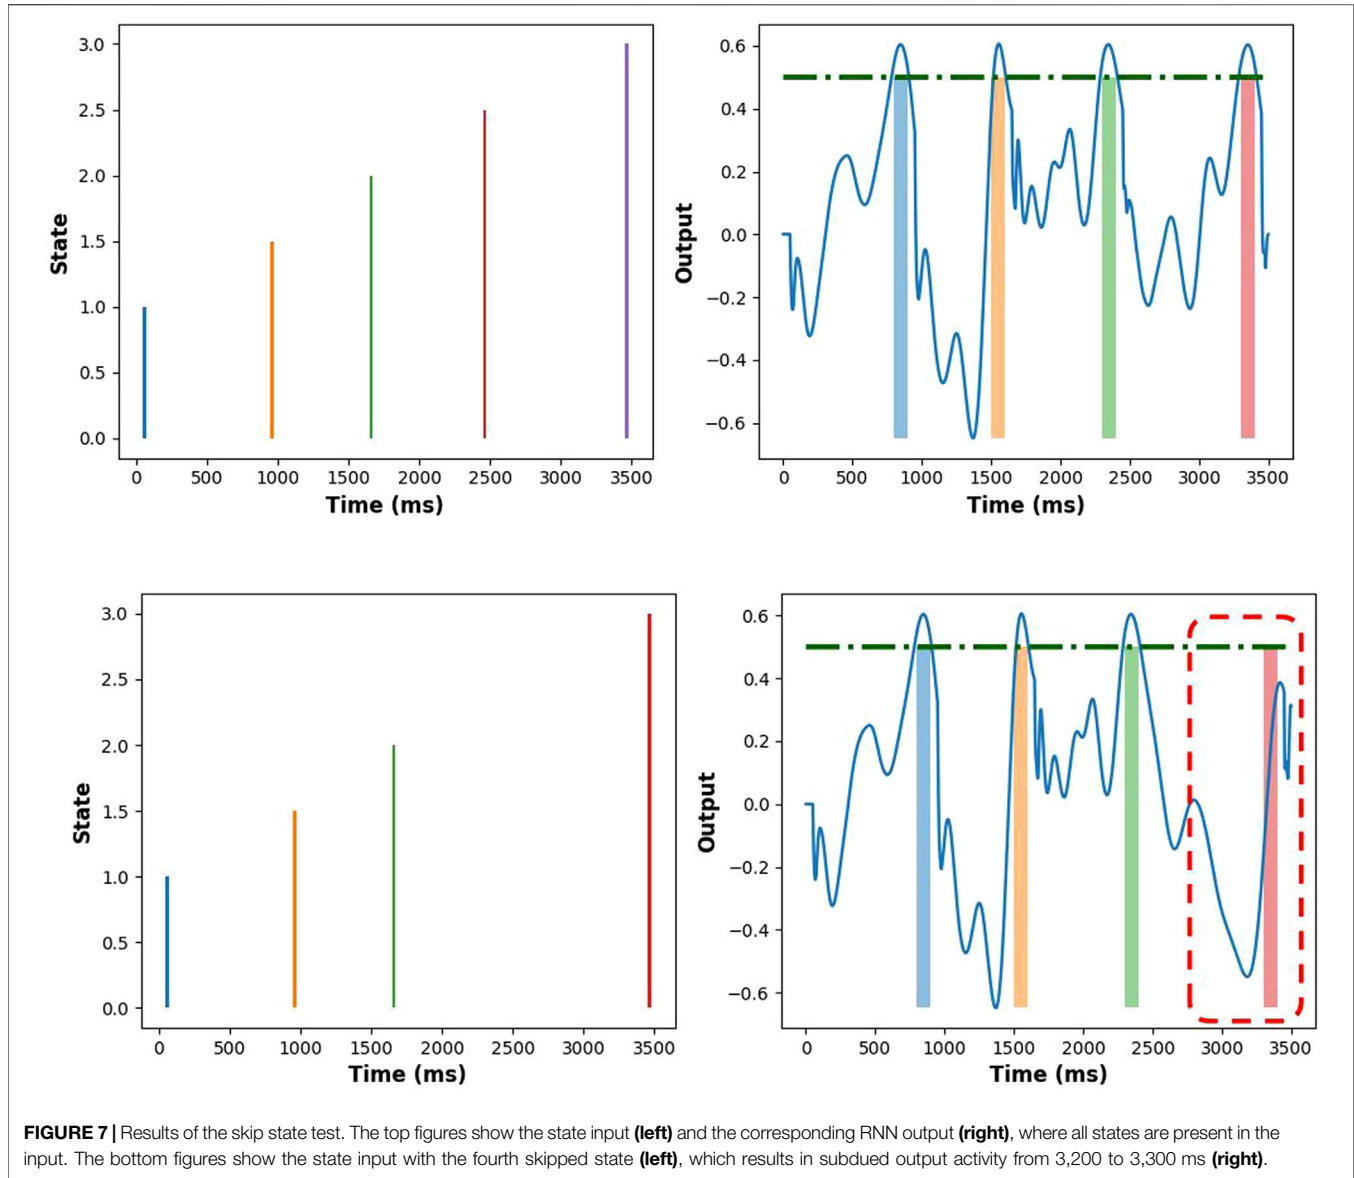 3.0
2.5
2.0
1.5
1.0
0.5
0.0
State
0 500 1000 1500 2000 2500 3000 3500
Time (ms)
0.6
0.4
0.2
0.0
−0.2
−0.4
−0.6
Output
0 500 1000 1500 2000 2500 3000 3500
Time (ms)
3.0
2.5
2.0
1.5
1.0
0.5
0.0
State
0 500 1000 1500 2000 2500 3000 3500
Time (ms)
0.6
0.4
0.2
0.0
−0.2
−0.4
−0.6
Output
0 500 1000 1500 2000 2500 3000 3500
Time (ms)
FIGURE 7 | Results of the skip state test. The top figures show the state input (left) and the corresponding RNN output (right), where all states are present in the
input. The bottom figures show the state input with the fourth skipped state (left), which results in subdued output activity from 3,200 to 3,300 ms (right).